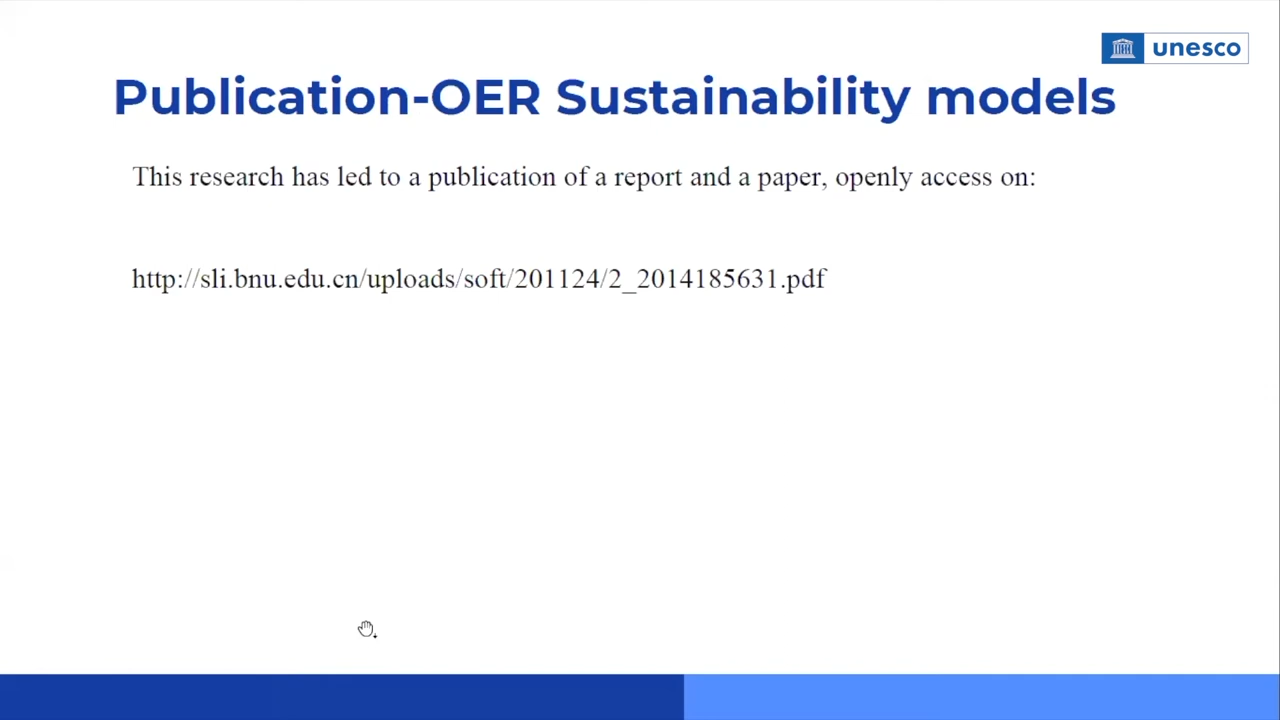 unesco
Publication-OER Sustainability models
This research has led to a publication of a report and a paper, openly access on:
http://sli.bnu.edu.cn/uploads/soft/201124/2_2014185631.pdf